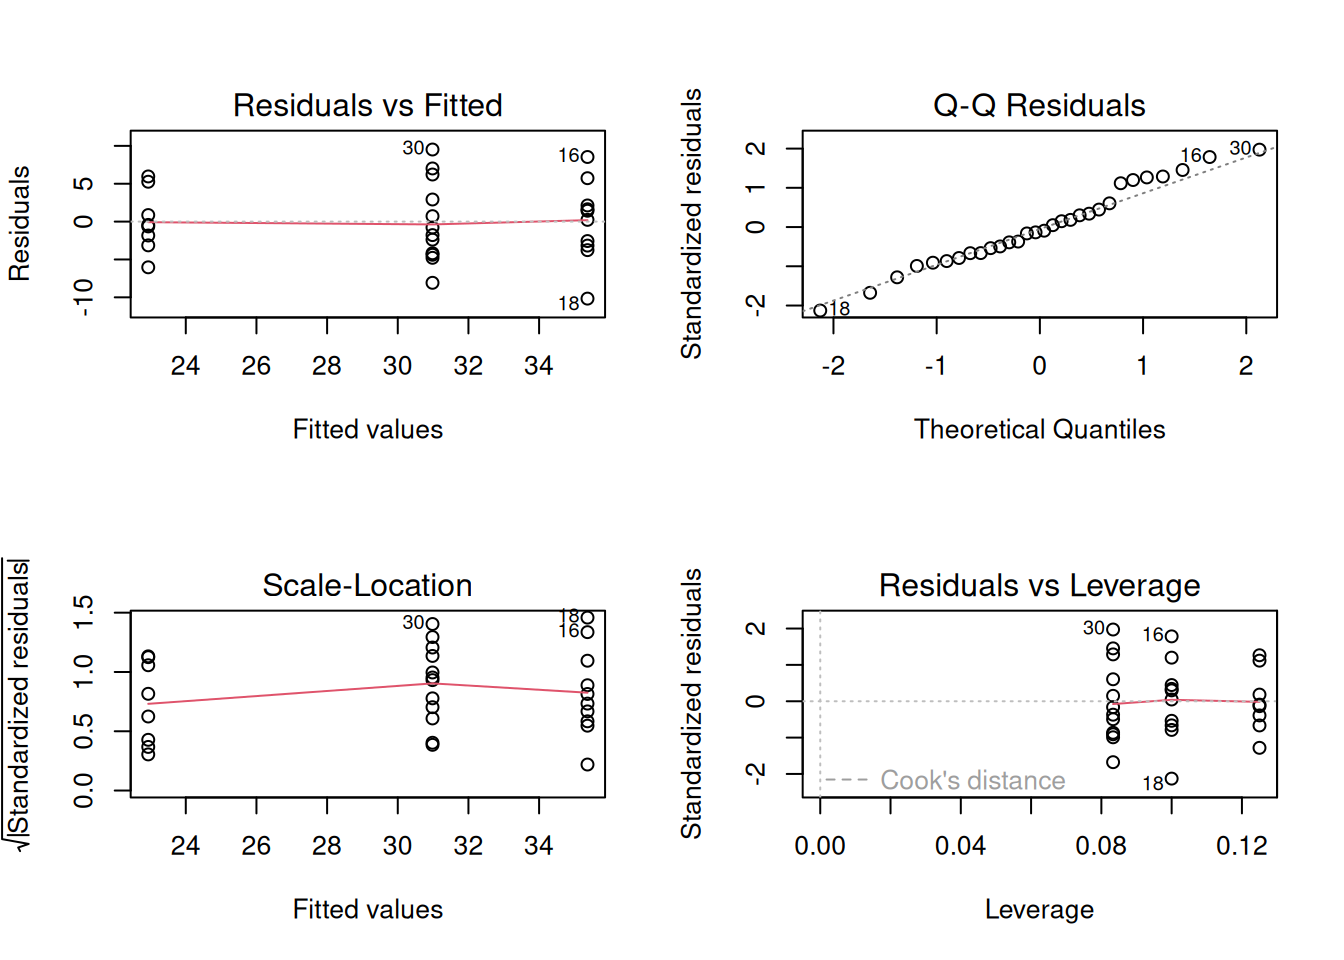 Residuals vs Fitted
Residuals
5
0
-10
30
16
18
24 26 28 30 32 34
Fitted values
Q-Q Residuals
Standardized residuals
2
1
0
-2
16
30
18
-2 -1 0 1 2
Theoretical Quantiles
Scale-Location
√|Standardized residuals|
1.5
1.0
0.5
0.0
30
18
16
24 26 28 30 32 34
Fitted values
Residuals vs Leverage
Standardized residuals
2
0
-2
30
16
18
Cook's distance
0.00 0.04 0.08 0.12
Leverage